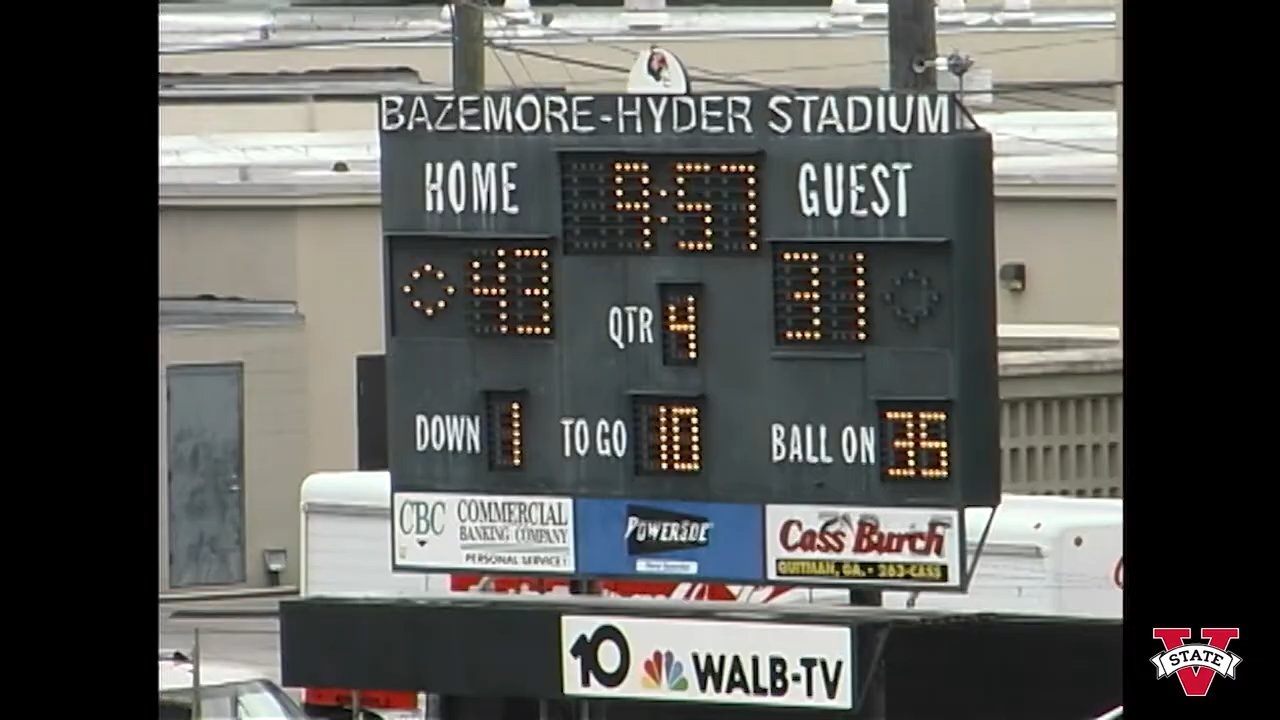 BAZEMORE-HYDER STADIUM
HOME 9:57 GUEST
43 31
QTR 4
DOWN 1 TO GO 10 BALL ON 35
CBC COMMERCIAL
BANKING COMPANY
PERSONAL SERVICE!
POWERADE
Cass Burch
QUITMAN, GA. • 263-CASS
10 WALB-TV
V STATE